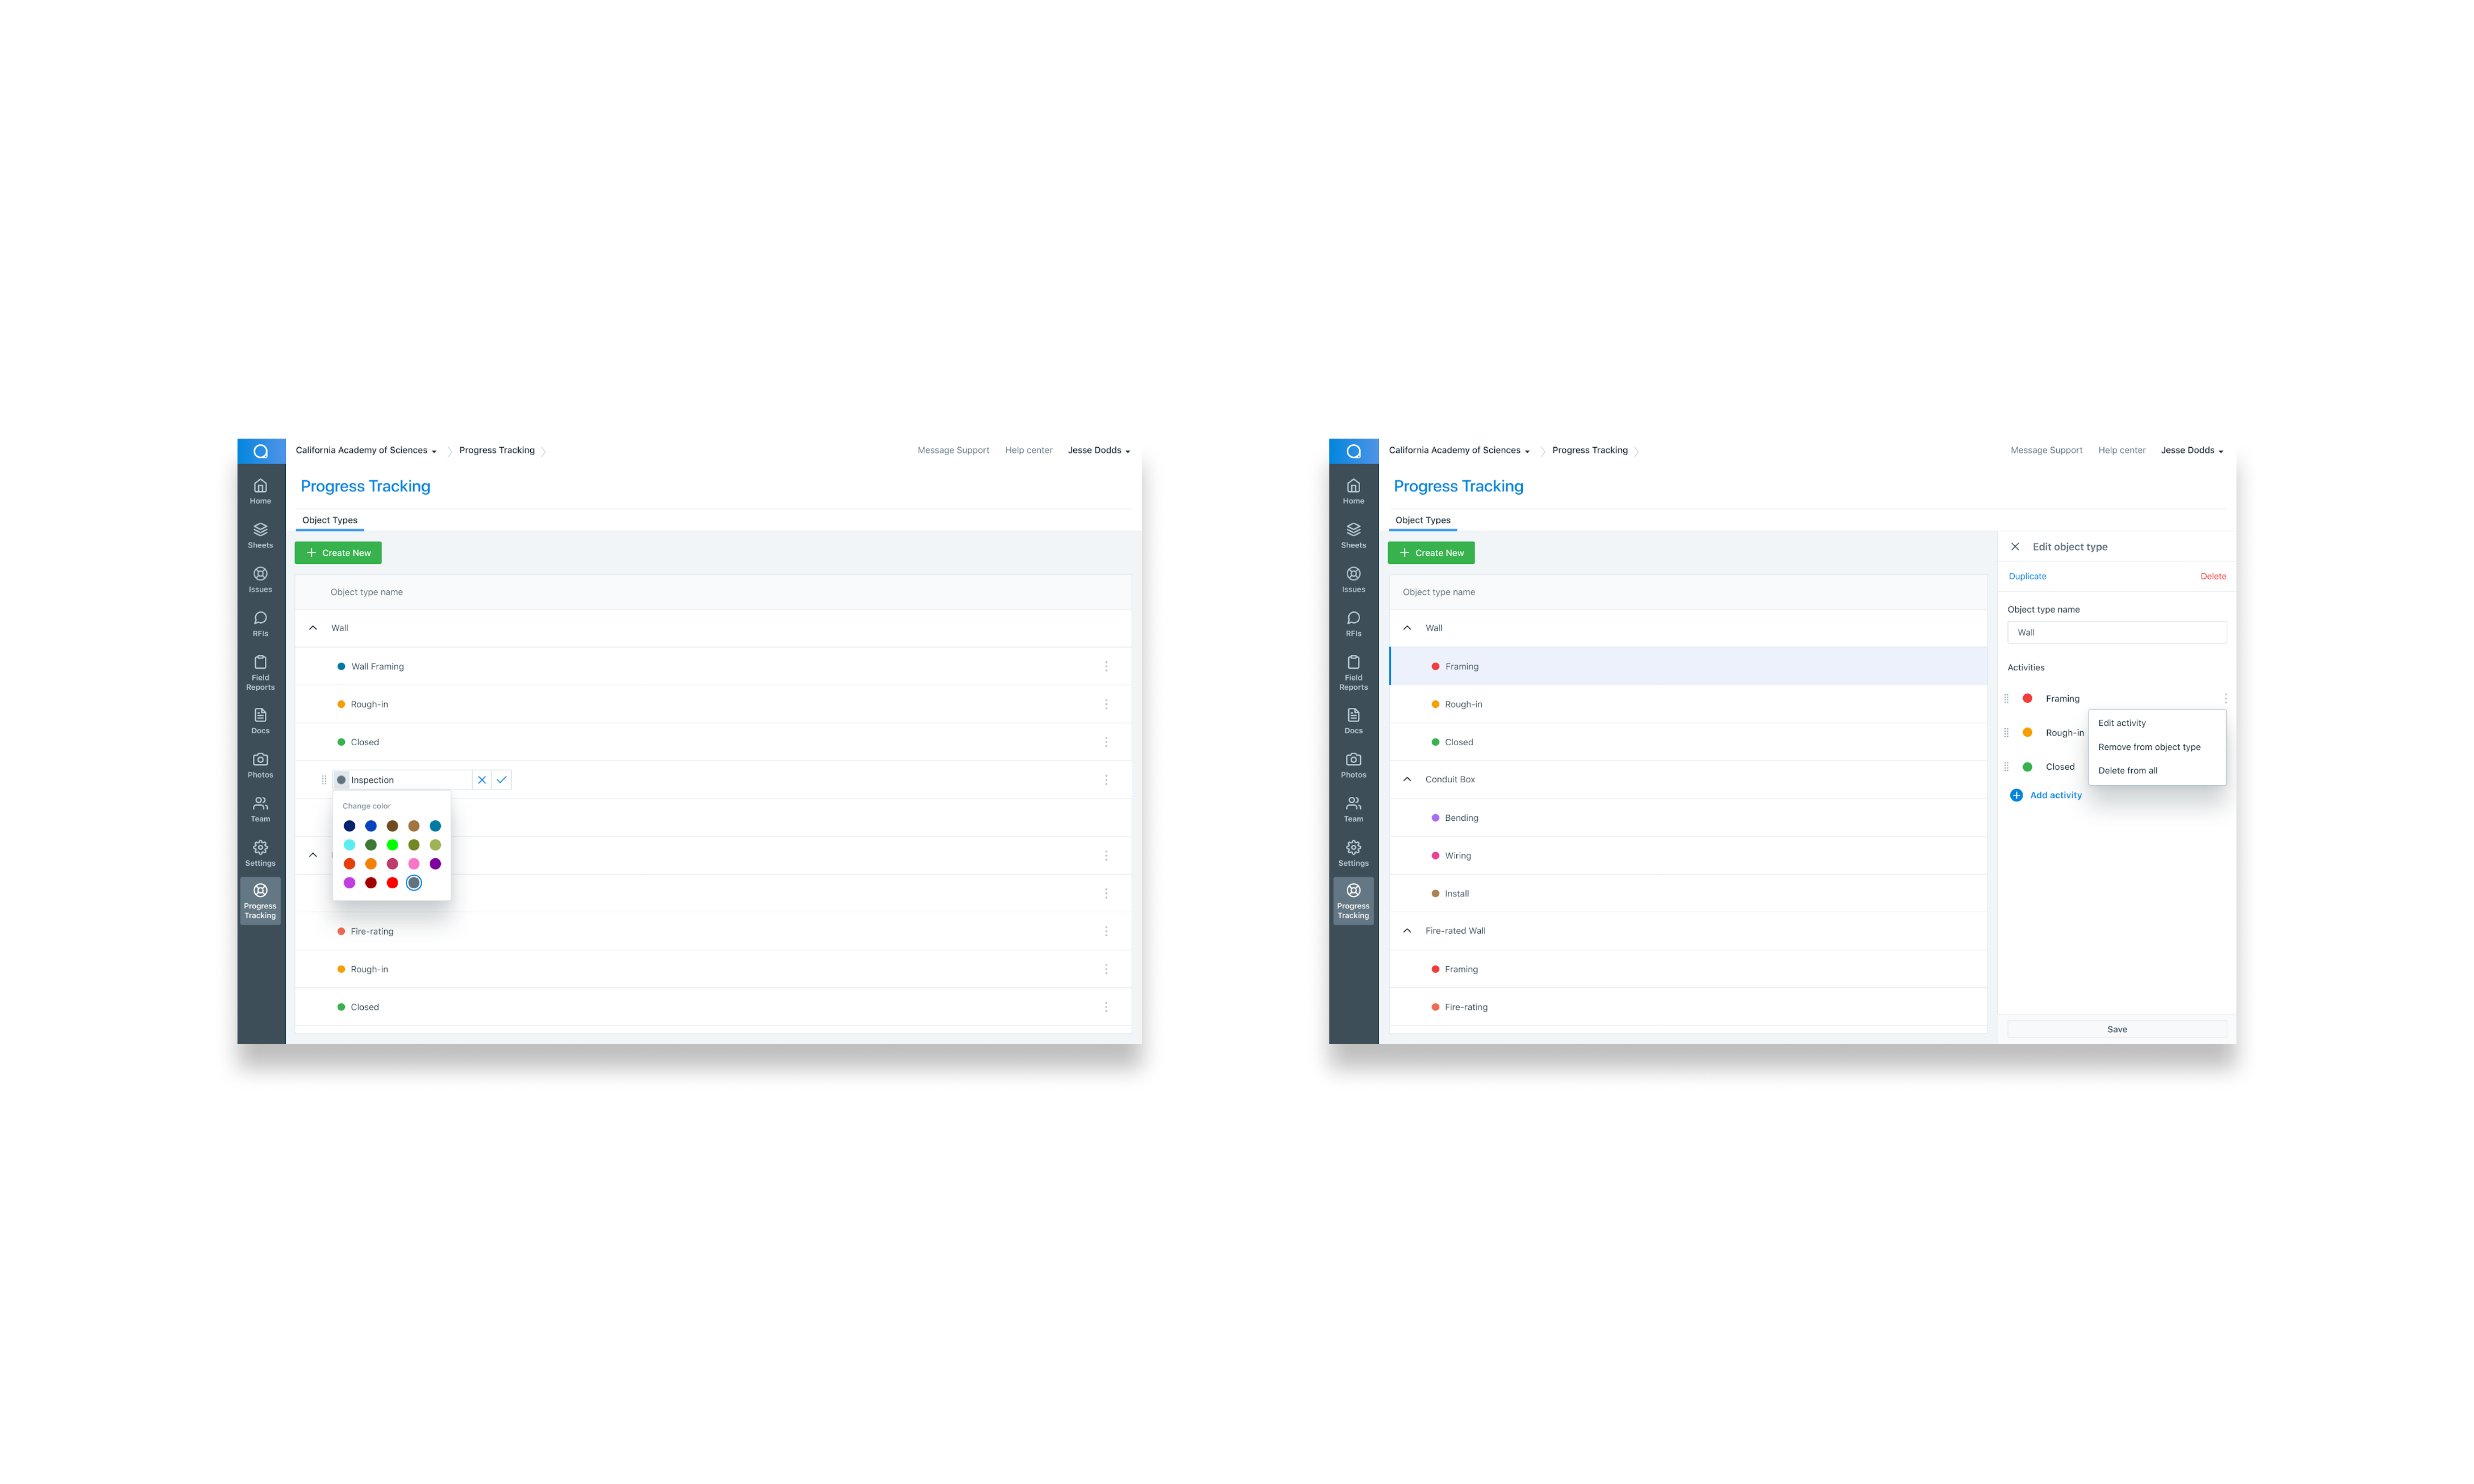 California Academy of Sciences
Progress Tracking
Message Support
Help center
Jesse Dodds
Home
Sheets
Issues
RFIs
Field
Reports
Docs
Photos
Team
Settings
Progress
Tracking
Progress Tracking
Object Types
Create New
Object type name
Wall
Wall Framing
Rough-in
Closed
Inspection
Change color
Fire-rating
Rough-in
Closed
California Academy of Sciences
Progress Tracking
Message Support
Help center
Jesse Dodds
Home
Sheets
Issues
RFIs
Field
Reports
Docs
Photos
Team
Settings
Progress
Tracking
Progress Tracking
Object Types
Create New
Object type name
Wall
Framing
Rough-in
Closed
Conduit Box
Bending
Wiring
Install
Fire-rated Wall
Framing
Fire-rating
Edit object type
Duplicate
Delete
Object type name
Wall
Activities
Framing
Rough-in
Closed
Edit activity
Remove from object type
Delete from all
Add activity
Save